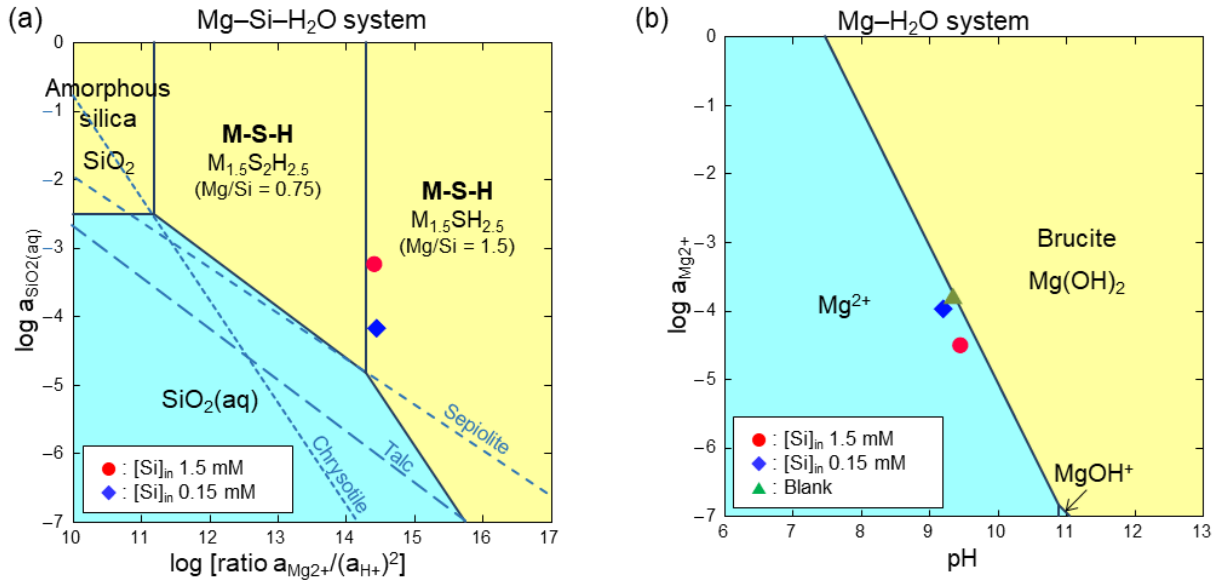 (a)
Mg–Si–H₂O system
0
−1
−2
−3
−4
−5
−6
−7
log a_SiO2(aq)
Amorphous
silica
SiO₂
M-S-H
M₁.₅S₂H₂.₅
(Mg/Si = 0.75)
M-S-H
M₁.₅SH₂.₅
(Mg/Si = 1.5)
SiO₂(aq)
Chrysotile
Talc
Sepiolite
: [Si]ᵢₙ 1.5 mM
: [Si]ᵢₙ 0.15 mM
10 11 12 13 14 15 16 17
log [ratio a_Mg2+/(a_H+)²]
(b)
Mg–H₂O system
0
−1
−2
−3
−4
−5
−6
−7
log a_Mg2+
Mg²⁺
Brucite
Mg(OH)₂
MgOH⁺
: [Si]ᵢₙ 1.5 mM
: [Si]ᵢₙ 0.15 mM
: Blank
6 7 8 9 10 11 12 13
pH